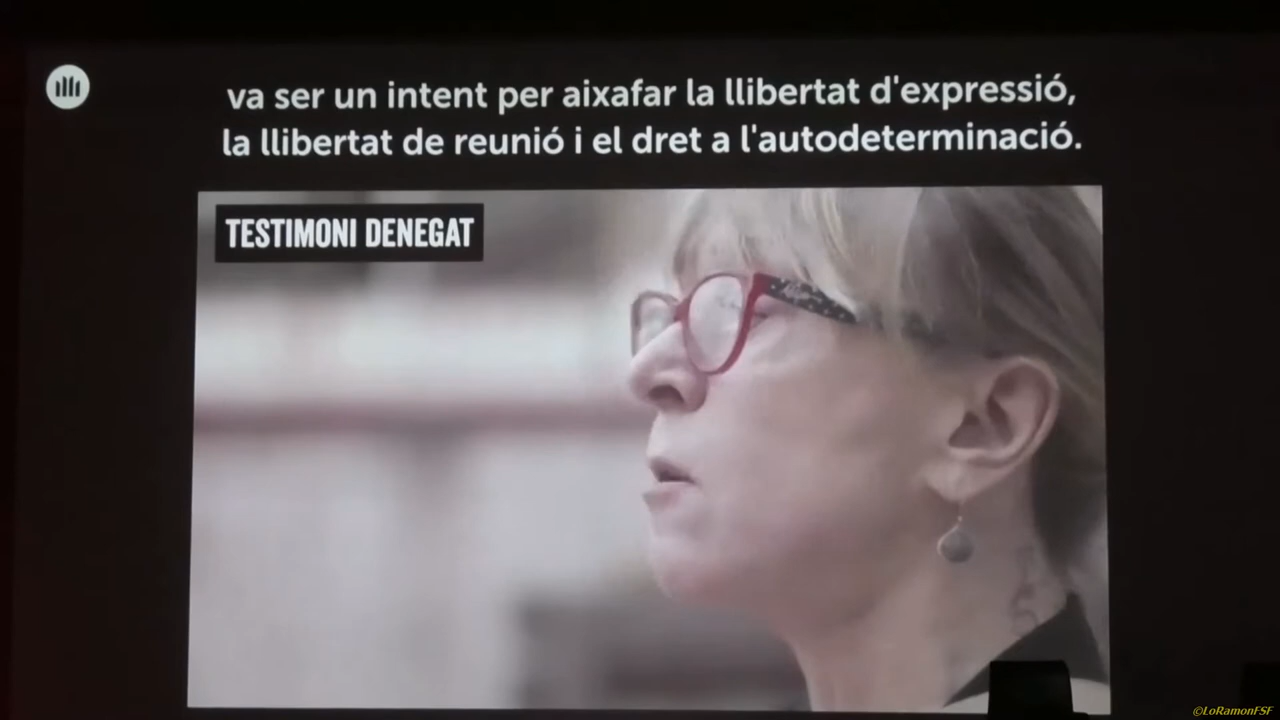 va ser un intent per aixafar la llibertat d'expressió,
la llibertat de reunió i el dret a l'autodeterminació.
TESTIMONI DENEGAT
©LoRamonFSF